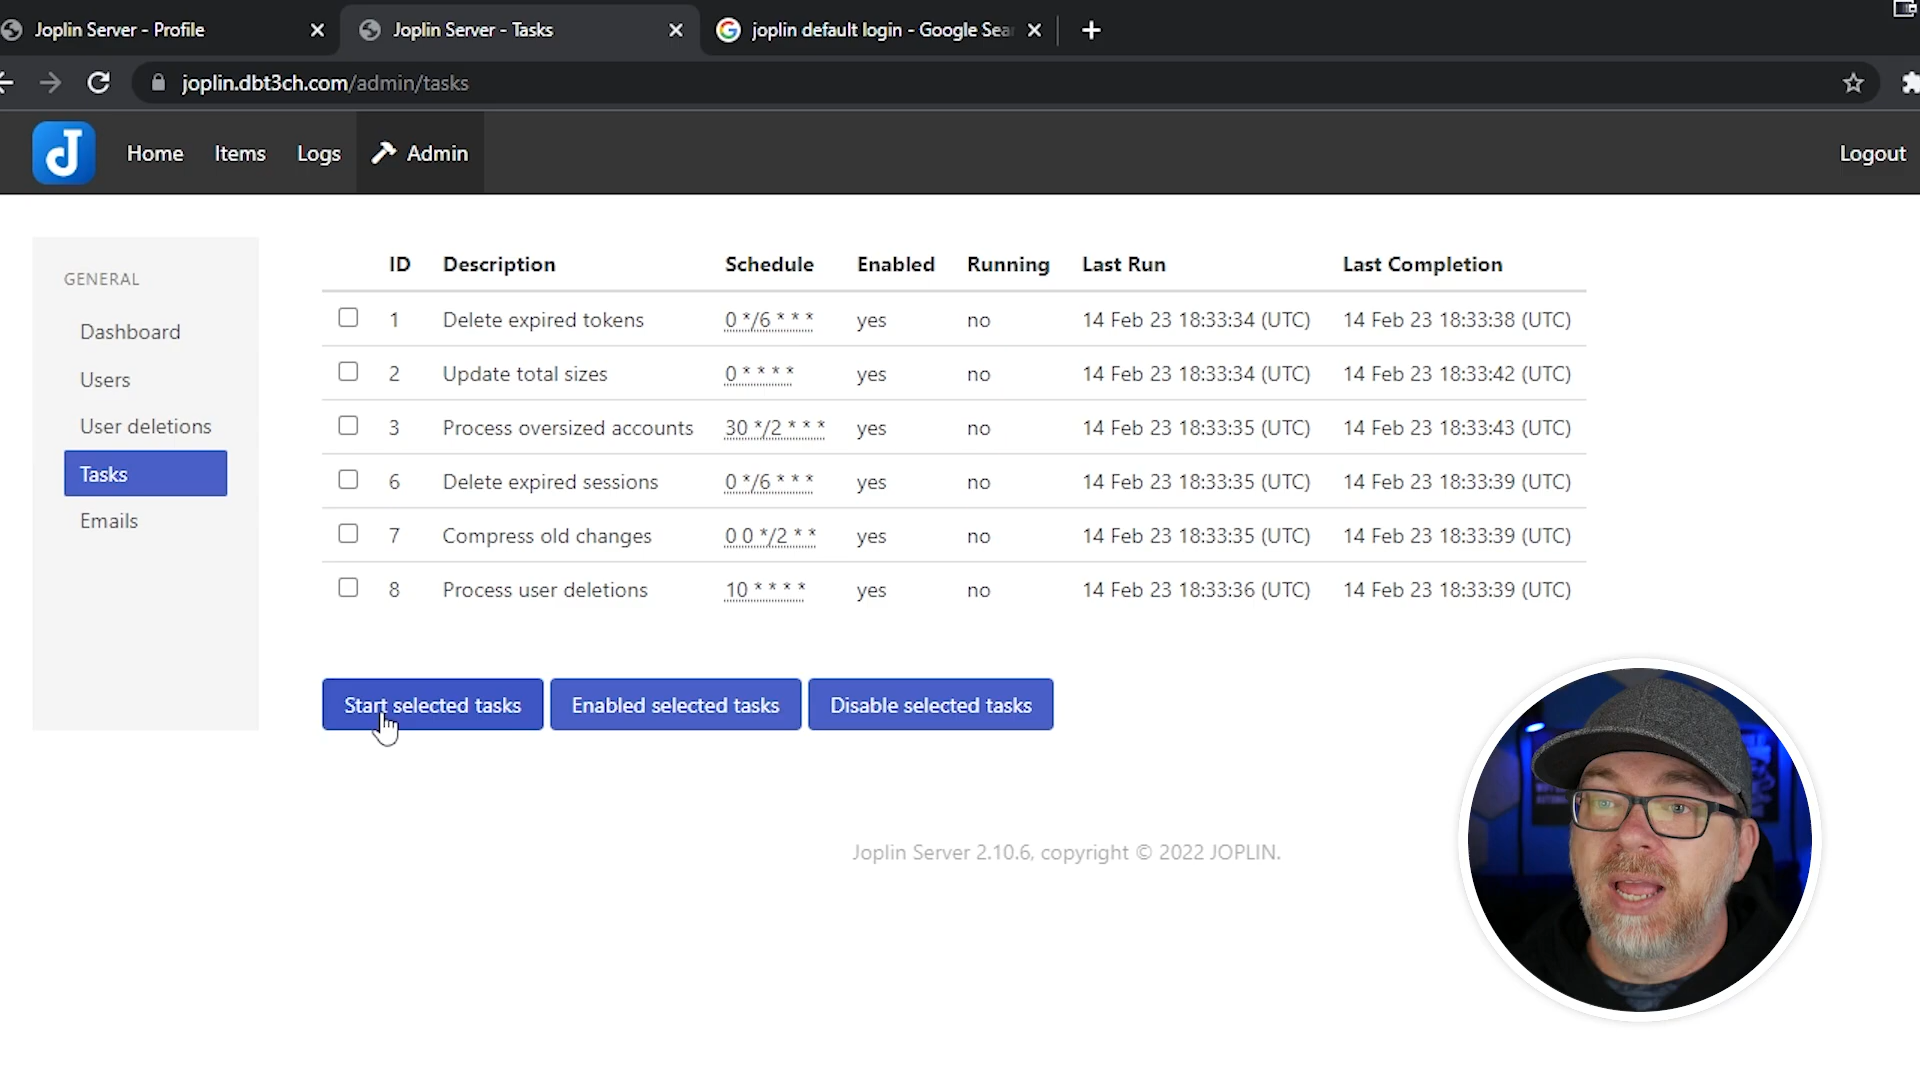 Joplin Server - Profile
Joplin Server - Tasks
joplin default login - Google Sea
joplin.dbt3ch.com/admin/tasks
Home Items Logs Admin Logout
GENERAL
Dashboard
Users
User deletions
Tasks
Emails
ID Description Schedule Enabled Running Last Run Last Completion
1 Delete expired tokens 0 */6 * * * yes no 14 Feb 23 18:33:34 (UTC) 14 Feb 23 18:33:38 (UTC)
2 Update total sizes 0 * * * * yes no 14 Feb 23 18:33:34 (UTC) 14 Feb 23 18:33:42 (UTC)
3 Process oversized accounts 30 */2 * * * yes no 14 Feb 23 18:33:35 (UTC) 14 Feb 23 18:33:43 (UTC)
6 Delete expired sessions 0 */6 * * * yes no 14 Feb 23 18:33:35 (UTC) 14 Feb 23 18:33:39 (UTC)
7 Compress old changes 0 0 */2 * * yes no 14 Feb 23 18:33:35 (UTC) 14 Feb 23 18:33:39 (UTC)
8 Process user deletions 10 * * * * yes no 14 Feb 23 18:33:36 (UTC) 14 Feb 23 18:33:39 (UTC)
Start selected tasks Enabled selected tasks Disable selected tasks
Joplin Server 2.10.6, copyright © 2022 JOPLIN.